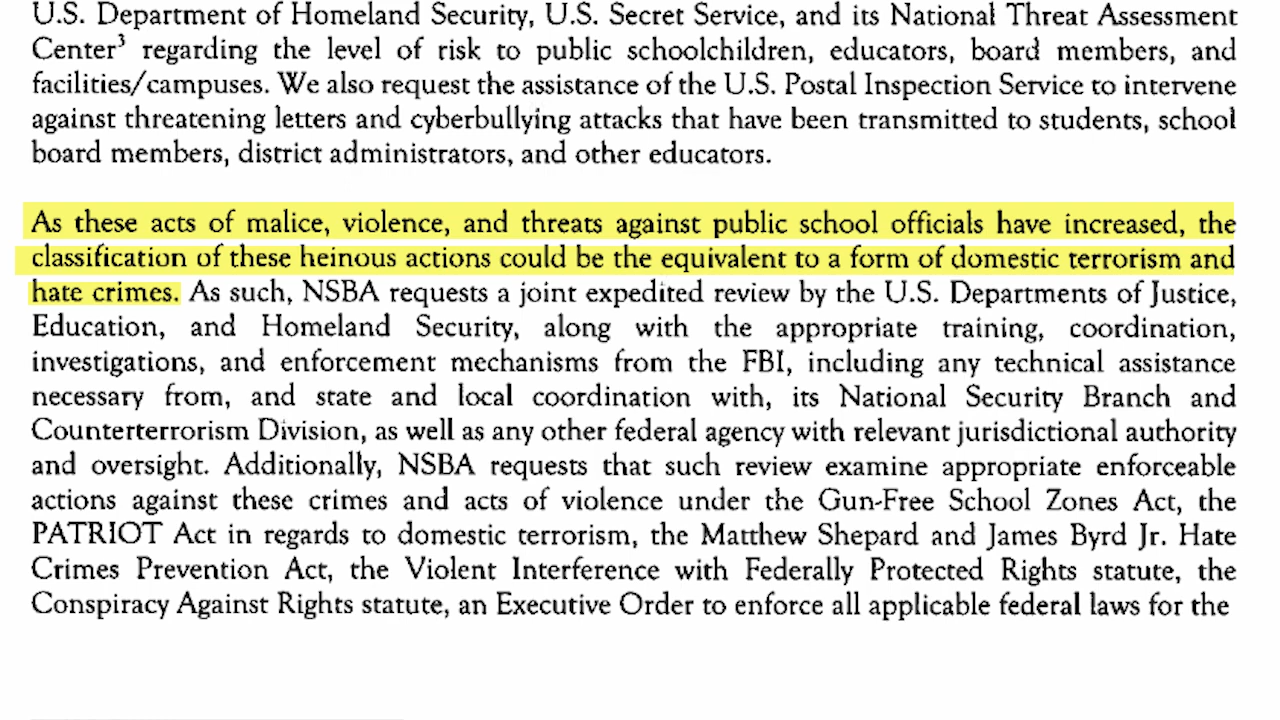 U.S. Department of Homeland Security, U.S. Secret Service, and its National Threat Assessment
Center³ regarding the level of risk to public schoolchildren, educators, board members, and
facilities/campuses. We also request the assistance of the U.S. Postal Inspection Service to intervene
against threatening letters and cyberbullying attacks that have been transmitted to students, school
board members, district administrators, and other educators.
As these acts of malice, violence, and threats against public school officials have increased, the
classification of these heinous actions could be the equivalent to a form of domestic terrorism and
hate crimes. As such, NSBA requests a joint expedited review by the U.S. Departments of Justice,
Education, and Homeland Security, along with the appropriate training, coordination,
investigations, and enforcement mechanisms from the FBI, including any technical assistance
necessary from, and state and local coordination with, its National Security Branch and
Counterterrorism Division, as well as any other federal agency with relevant jurisdictional authority
and oversight. Additionally, NSBA requests that such review examine appropriate enforceable
actions against these crimes and acts of violence under the Gun-Free School Zones Act, the
PATRIOT Act in regards to domestic terrorism, the Matthew Shepard and James Byrd Jr. Hate
Crimes Prevention Act, the Violent Interference with Federally Protected Rights statute, the
Conspiracy Against Rights statute, an Executive Order to enforce all applicable federal laws for the